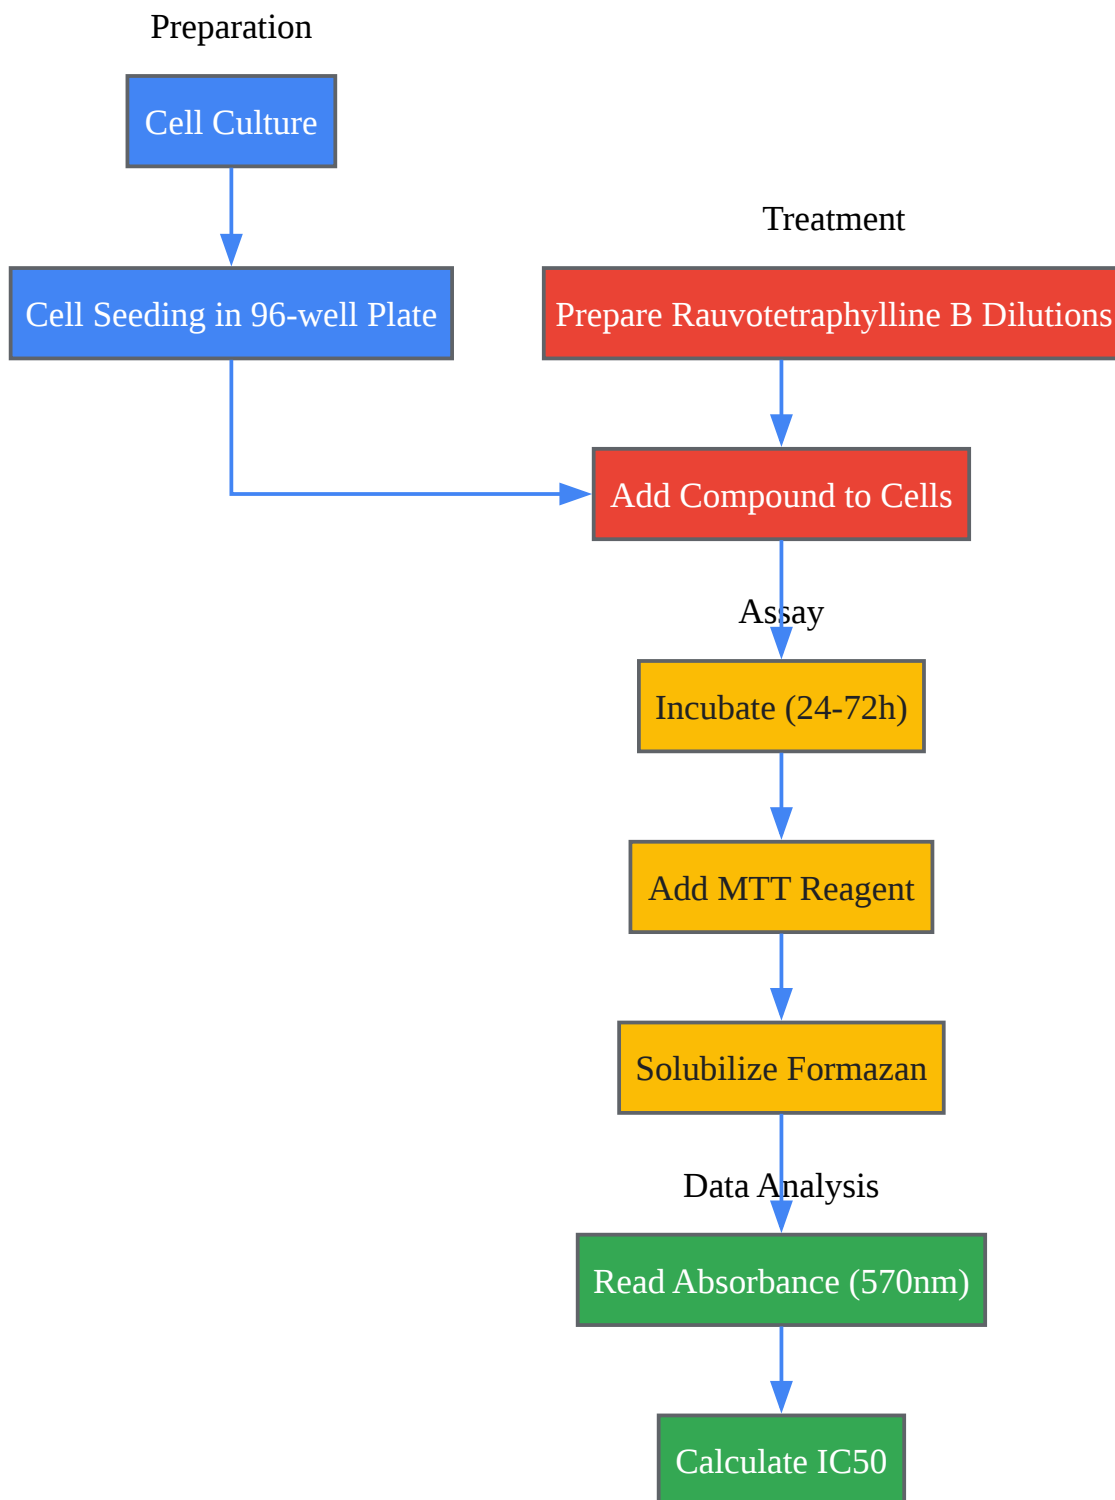 Preparation
Cell Culture
Treatment
Cell Seeding in 96-well Plate
Prepare Rauvotetraphylline B Dilutions
Add Compound to Cells
Assay
Incubate (24-72h)
Add MTT Reagent
Solubilize Formazan
Data Analysis
Read Absorbance (570nm)
Calculate IC50